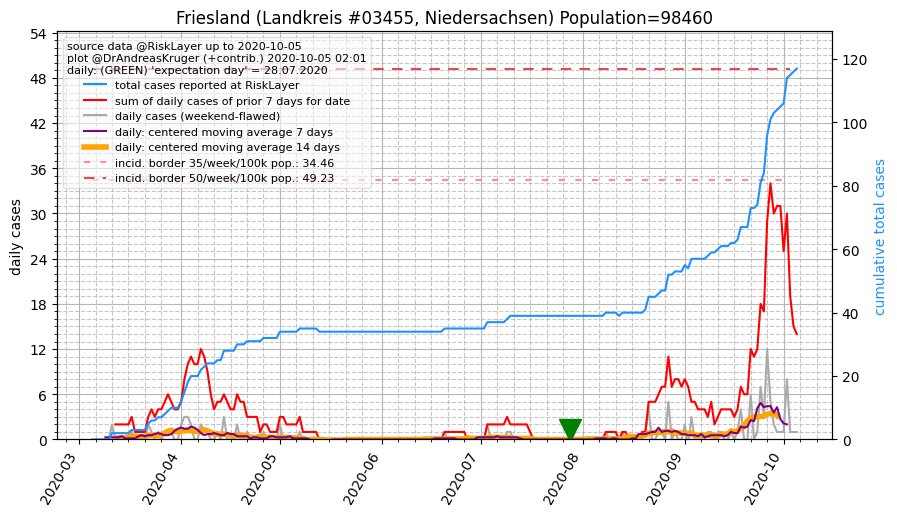 Friesland (Landkreis #03455, Niedersachsen) Population=98460
source data @RiskLayer up to 2020-10-05
plot @DrAndreasKruger (+contrib.) 2020-10-05 02:01
daily: (GREEN) 'expectation day' = 28.07.2020
total cases reported at RiskLayer
sum of daily cases of prior 7 days for date
daily cases (weekend-flawed)
daily: centered moving average 7 days
daily: centered moving average 14 days
incid. border 35/week/100k pop.: 34.46
incid. border 50/week/100k pop.: 49.23
daily cases
54
48
42
36
30
24
18
12
6
0
cumulative total cases
120
100
80
60
40
20
0
2020-03
2020-04
2020-05
2020-06
2020-07
2020-08
2020-09
2020-10